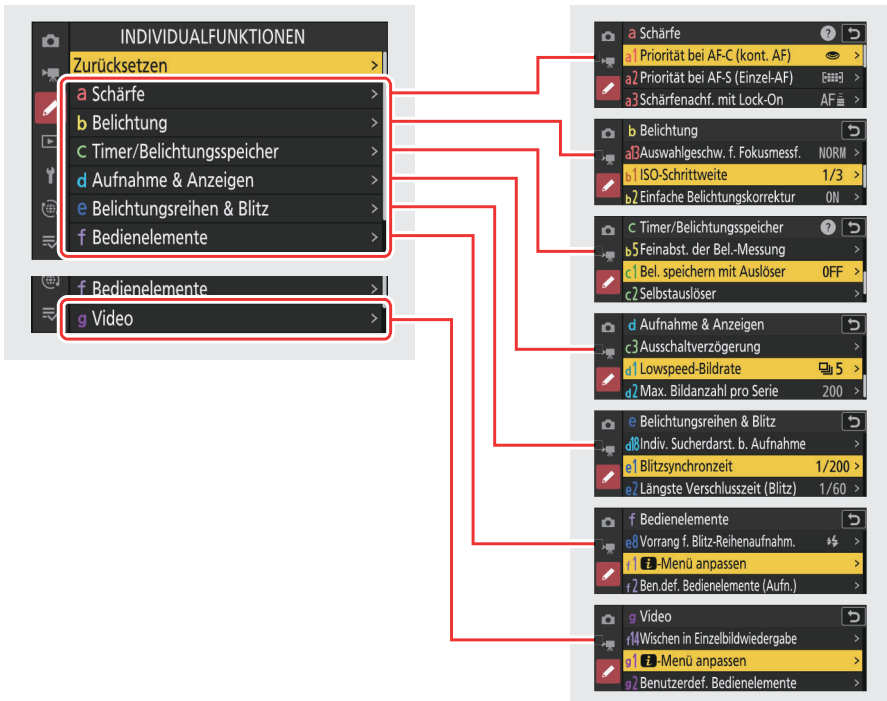 INDIVIDUALFUNKTIONEN
Zurücksetzen >
a Schärfe >
b Belichtung >
c Timer/Belichtungsspeicher >
d Aufnahme & Anzeigen >
e Belichtungsreihen & Blitz >
f Bedienelemente >
f Bedienelemente >
g Video >
a Schärfe ?
a1 Priorität bei AF-C (kont. AF) >
a2 Priorität bei AF-S (Einzel-AF) >
a3 Schärfenachf. mit Lock-On AF >
b Belichtung
a13 Auswahlgeschw. f. Fokusmessf. NORM >
b1 ISO-Schrittweite 1/3 >
b2 Einfache Belichtungskorrektur ON >
c Timer/Belichtungsspeicher ?
b5 Feinabst. der Bel.-Messung >
c1 Bel. speichern mit Auslöser OFF >
c2 Selbstauslöser >
d Aufnahme & Anzeigen
c3 Ausschaltverzögerung >
d1 Lowspeed-Bildrate 5 >
d2 Max. Bildanzahl pro Serie 200 >
e Belichtungsreihen & Blitz
d18 Indiv. Sucherdarst. b. Aufnahme >
e1 Blitzsynchronzeit 1/200 >
e2 Längste Verschlusszeit (Blitz) 1/60 >
f Bedienelemente
e8 Vorrang f. Blitz-Reihenaufnahm. >
f1 i-Menü anpassen >
f2 Ben.def. Bedienelemente (Aufn.) >
g Video
f14 Wischen in Einzelbildwiedergabe >
g1 i-Menü anpassen >
g2 Benutzerdef. Bedienelemente >